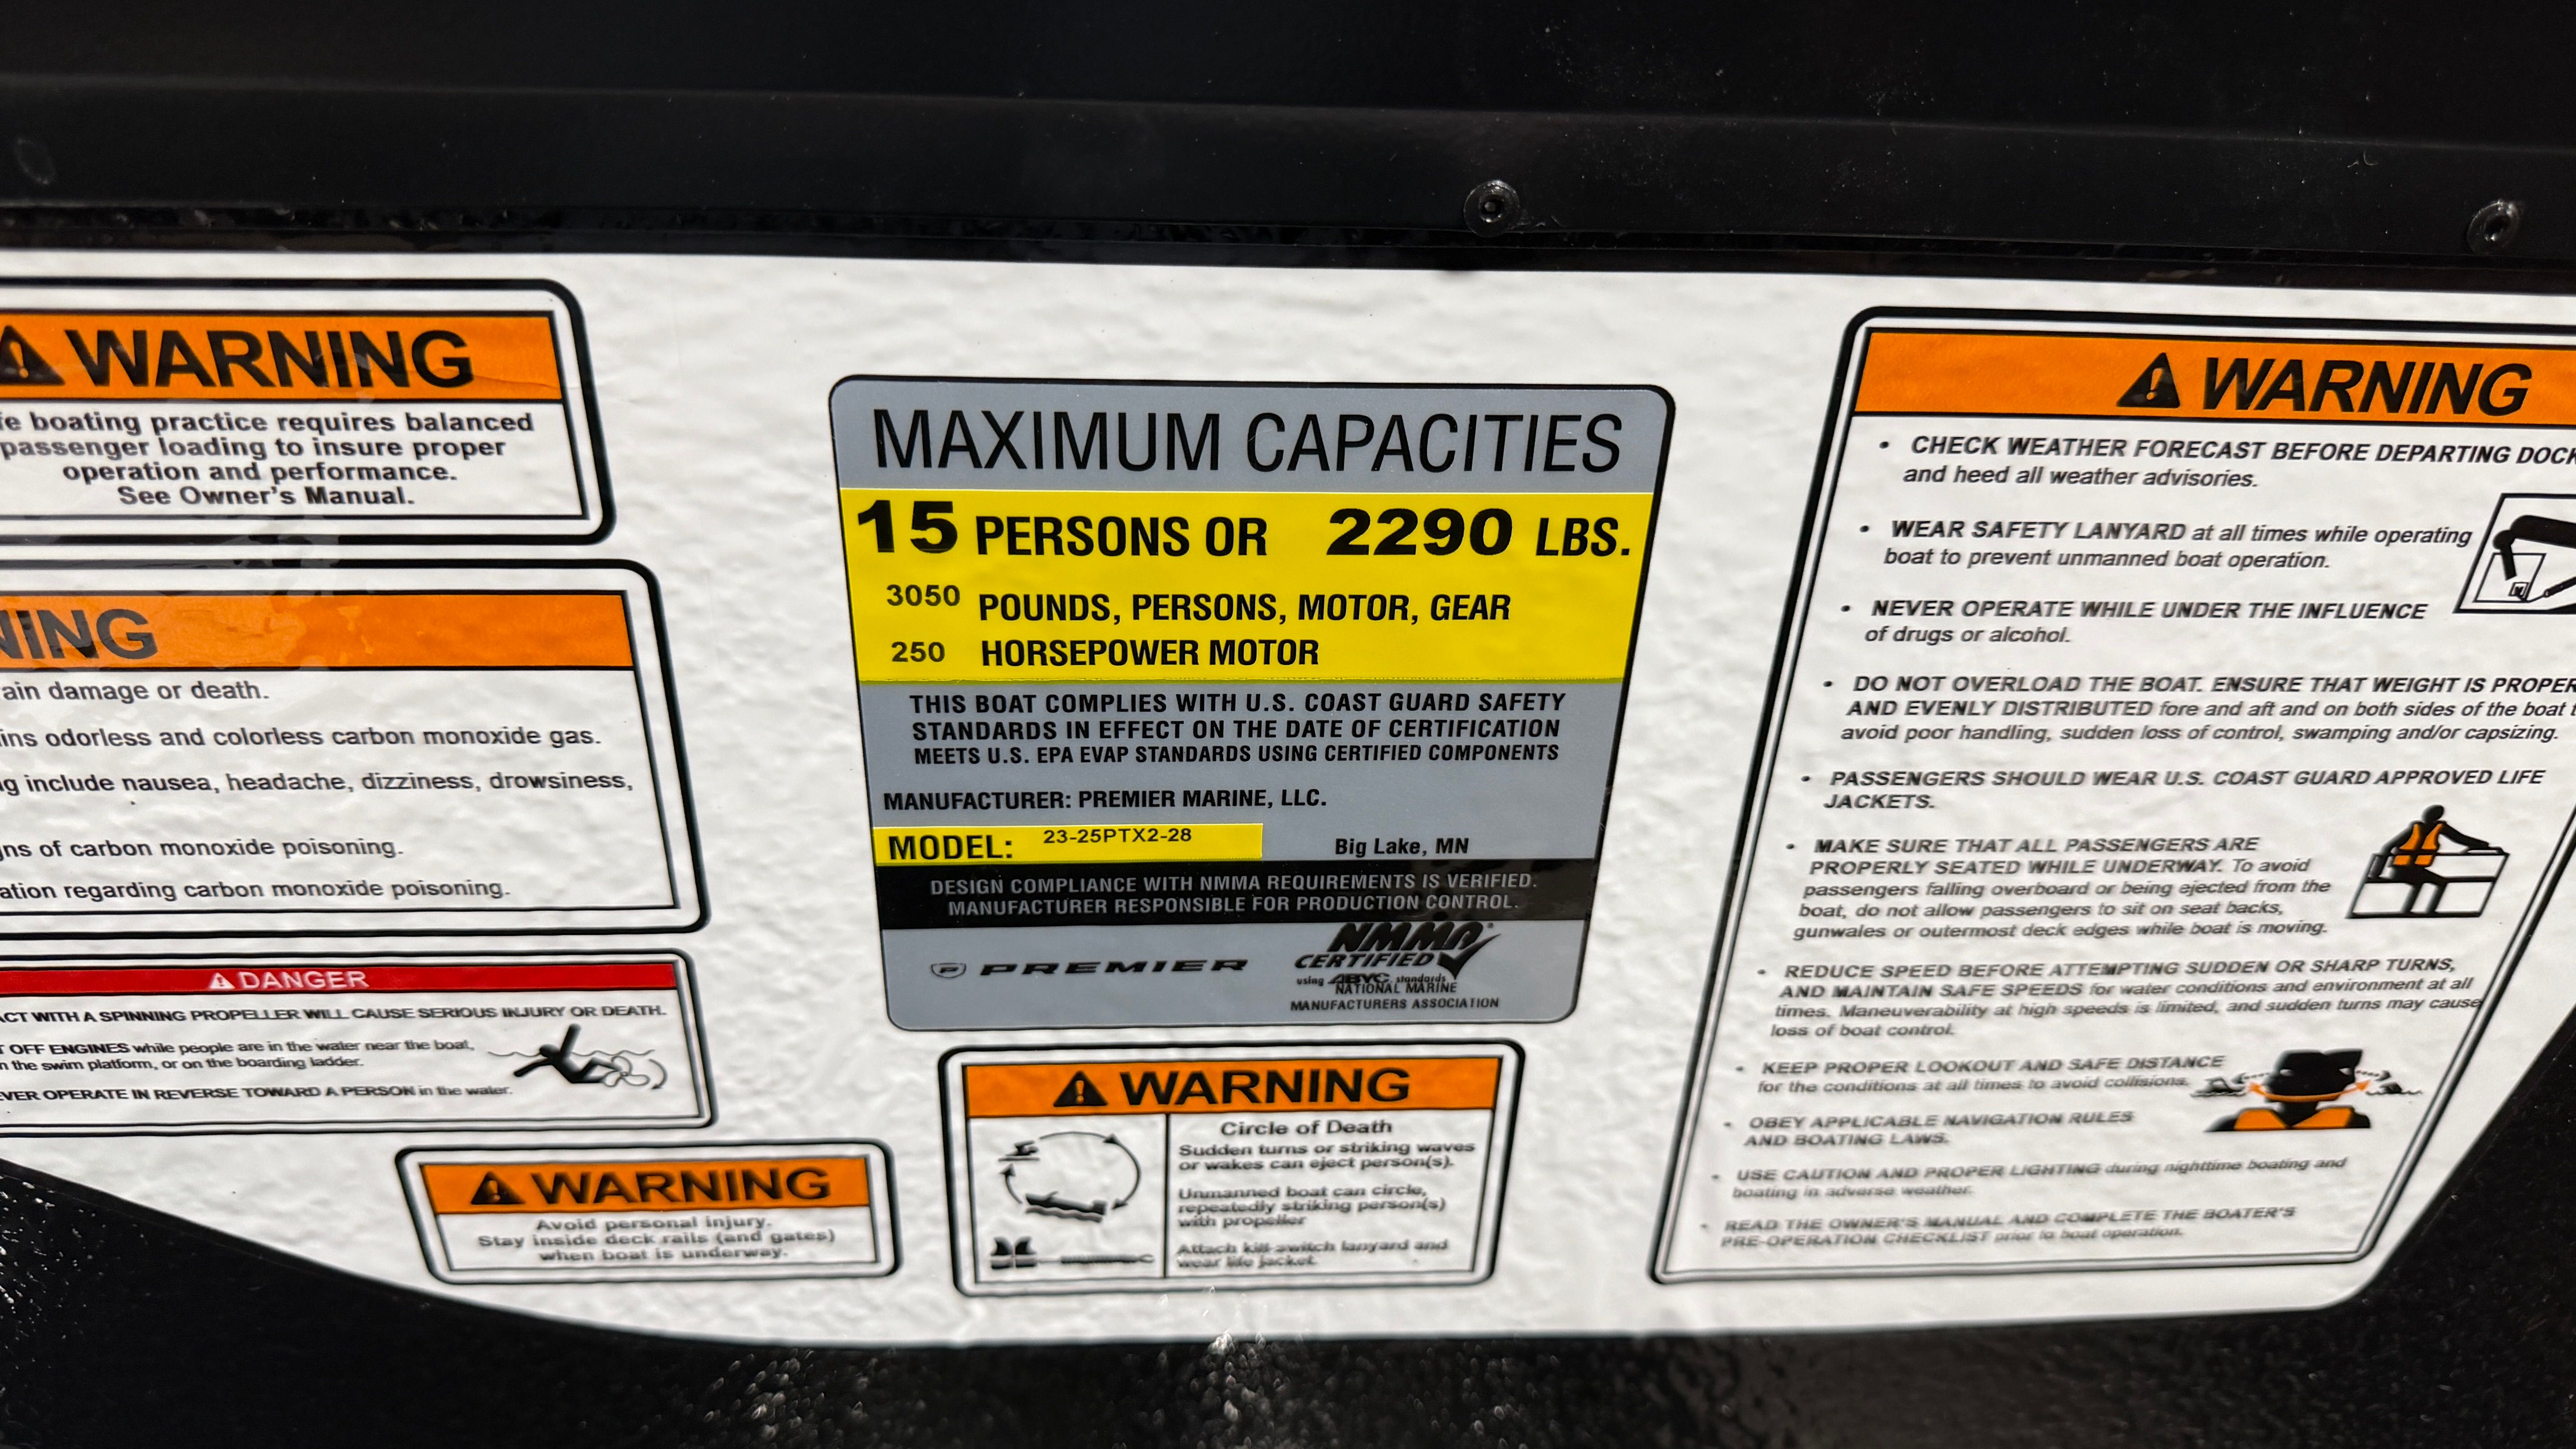 WARNING
fe boating practice requires balanced
passenger loading to insure proper
operation and performance.
See Owner's Manual.
NING
ain damage or death.
ins odorless and colorless carbon monoxide gas.
g include nausea, headache, dizziness, drowsiness,
ns of carbon monoxide poisoning.
ation regarding carbon monoxide poisoning.
DANGER
ACT WITH A SPINNING PROPELLER WILL CAUSE SERIOUS INJURY OR DEATH.
T OFF ENGINES while people are in the water near the boat,
n the swim platform, or on the boarding ladder.
VER OPERATE IN REVERSE TOWARD A PERSON in the water.
WARNING
Avoid personal injury.
Stay inside deck rails (and gates)
when boat is underway.
MAXIMUM CAPACITIES
15 PERSONS OR 2290 LBS.
3050 POUNDS, PERSONS, MOTOR, GEAR
250 HORSEPOWER MOTOR
THIS BOAT COMPLIES WITH U.S. COAST GUARD SAFETY
STANDARDS IN EFFECT ON THE DATE OF CERTIFICATION
MEETS U.S. EPA EVAP STANDARDS USING CERTIFIED COMPONENTS
MANUFACTURER: PREMIER MARINE, LLC.
MODEL: 23-25PTX2-28 Big Lake, MN
DESIGN COMPLIANCE WITH NMMA REQUIREMENTS IS VERIFIED.
MANUFACTURER RESPONSIBLE FOR PRODUCTION CONTROL.
P PREMIER
NMMA
CERTIFIED
using ABYC standards
NATIONAL MARINE
MANUFACTURERS ASSOCIATION
WARNING
Circle of Death
Sudden turns or striking waves
or wakes can eject person(s).
Unmanned boat can circle,
repeatedly striking person(s)
with propeller
Attach kill-switch lanyard and
wear life jacket.
WARNING
• CHECK WEATHER FORECAST BEFORE DEPARTING DOCK
and heed all weather advisories.
• WEAR SAFETY LANYARD at all times while operating
boat to prevent unmanned boat operation.
• NEVER OPERATE WHILE UNDER THE INFLUENCE
of drugs or alcohol.
• DO NOT OVERLOAD THE BOAT. ENSURE THAT WEIGHT IS PROPER
AND EVENLY DISTRIBUTED fore and aft and on both sides of the boat t
avoid poor handling, sudden loss of control, swamping and/or capsizing.
• PASSENGERS SHOULD WEAR U.S. COAST GUARD APPROVED LIFE
JACKETS.
• MAKE SURE THAT ALL PASSENGERS ARE
PROPERLY SEATED WHILE UNDERWAY. To avoid
passengers falling overboard or being ejected from the
boat, do not allow passengers to sit on seat backs,
gunwales or outermost deck edges while boat is moving.
• REDUCE SPEED BEFORE ATTEMPTING SUDDEN OR SHARP TURNS,
AND MAINTAIN SAFE SPEEDS for water conditions and environment at all
times. Maneuverability at high speeds is limited, and sudden turns may cause
loss of boat control.
• KEEP PROPER LOOKOUT AND SAFE DISTANCE
for the conditions at all times to avoid collisions.
• OBEY APPLICABLE NAVIGATION RULES
AND BOATING LAWS.
• USE CAUTION AND PROPER LIGHTING during nighttime boating and
boating in adverse weather.
• READ THE OWNER'S MANUAL AND COMPLETE THE BOATER'S
PRE-OPERATION CHECKLIST prior to boat operation.